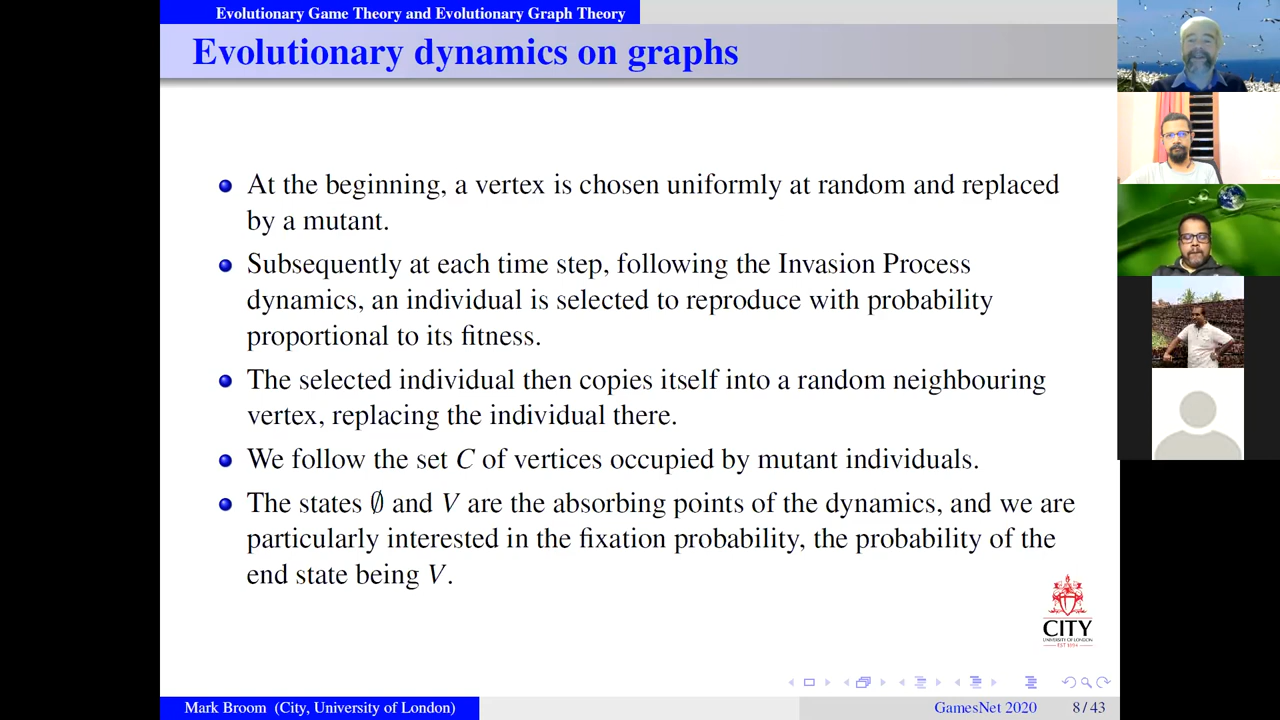 Evolutionary Game Theory and Evolutionary Graph Theory
Evolutionary dynamics on graphs
At the beginning, a vertex is chosen uniformly at random and replaced
by a mutant.
Subsequently at each time step, following the Invasion Process
dynamics, an individual is selected to reproduce with probability
proportional to its fitness.
The selected individual then copies itself into a random neighbouring
vertex, replacing the individual there.
We follow the set C of vertices occupied by mutant individuals.
The states ∅ and V are the absorbing points of the dynamics, and we are
particularly interested in the fixation probability, the probability of the
end state being V.
CITY
UNIVERSITY OF LONDON
EST 1894
Mark Broom (City, University of London)
GamesNet 2020
8 / 43